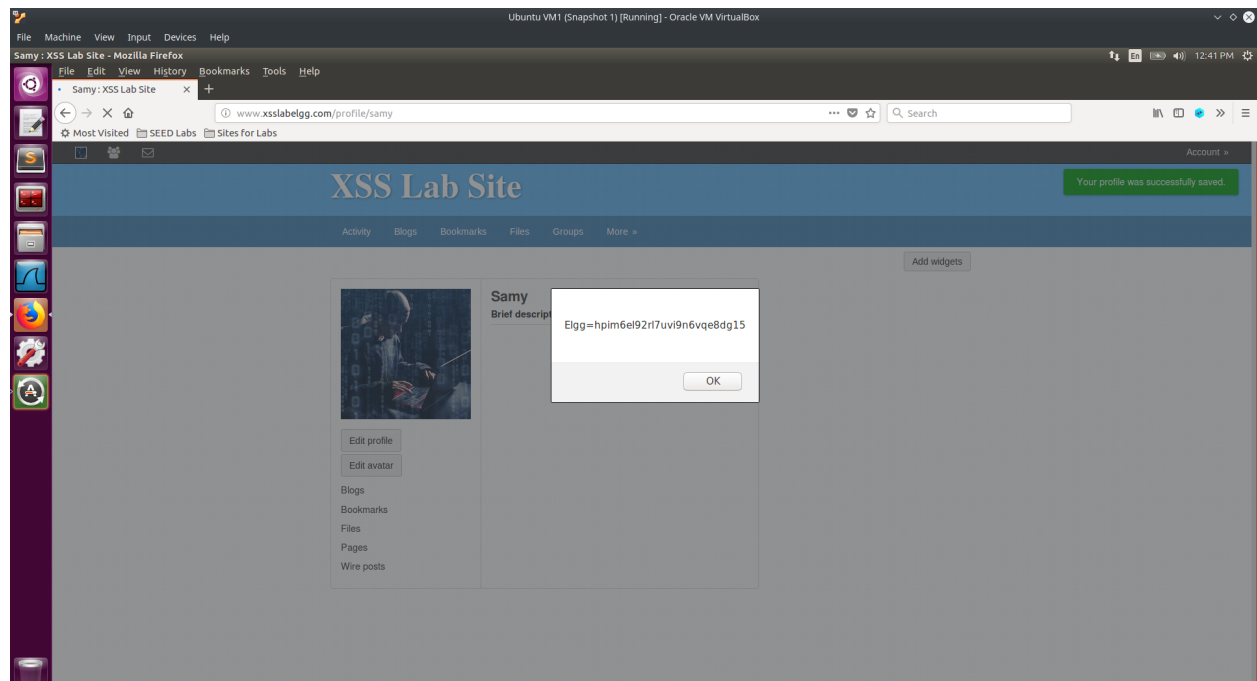 Ubuntu VM1 (Snapshot 1) [Running] - Oracle VM VirtualBox
File Machine View Input Devices Help
Samy : XSS Lab Site - Mozilla Firefox
En 12:41 PM
File Edit View History Bookmarks Tools Help
Samy : XSS Lab Site
www.xsslabelgg.com/profile/samy
Search
Most Visited SEED Labs Sites for Labs
Account »
XSS Lab Site
Your profile was successfully saved.
Activity Blogs Bookmarks Files Groups More »
Add widgets
Samy
Brief descript
Elgg=hpim6el92rl7uvi9n6vqe8dg15
OK
Edit profile
Edit avatar
Blogs
Bookmarks
Files
Pages
Wire posts